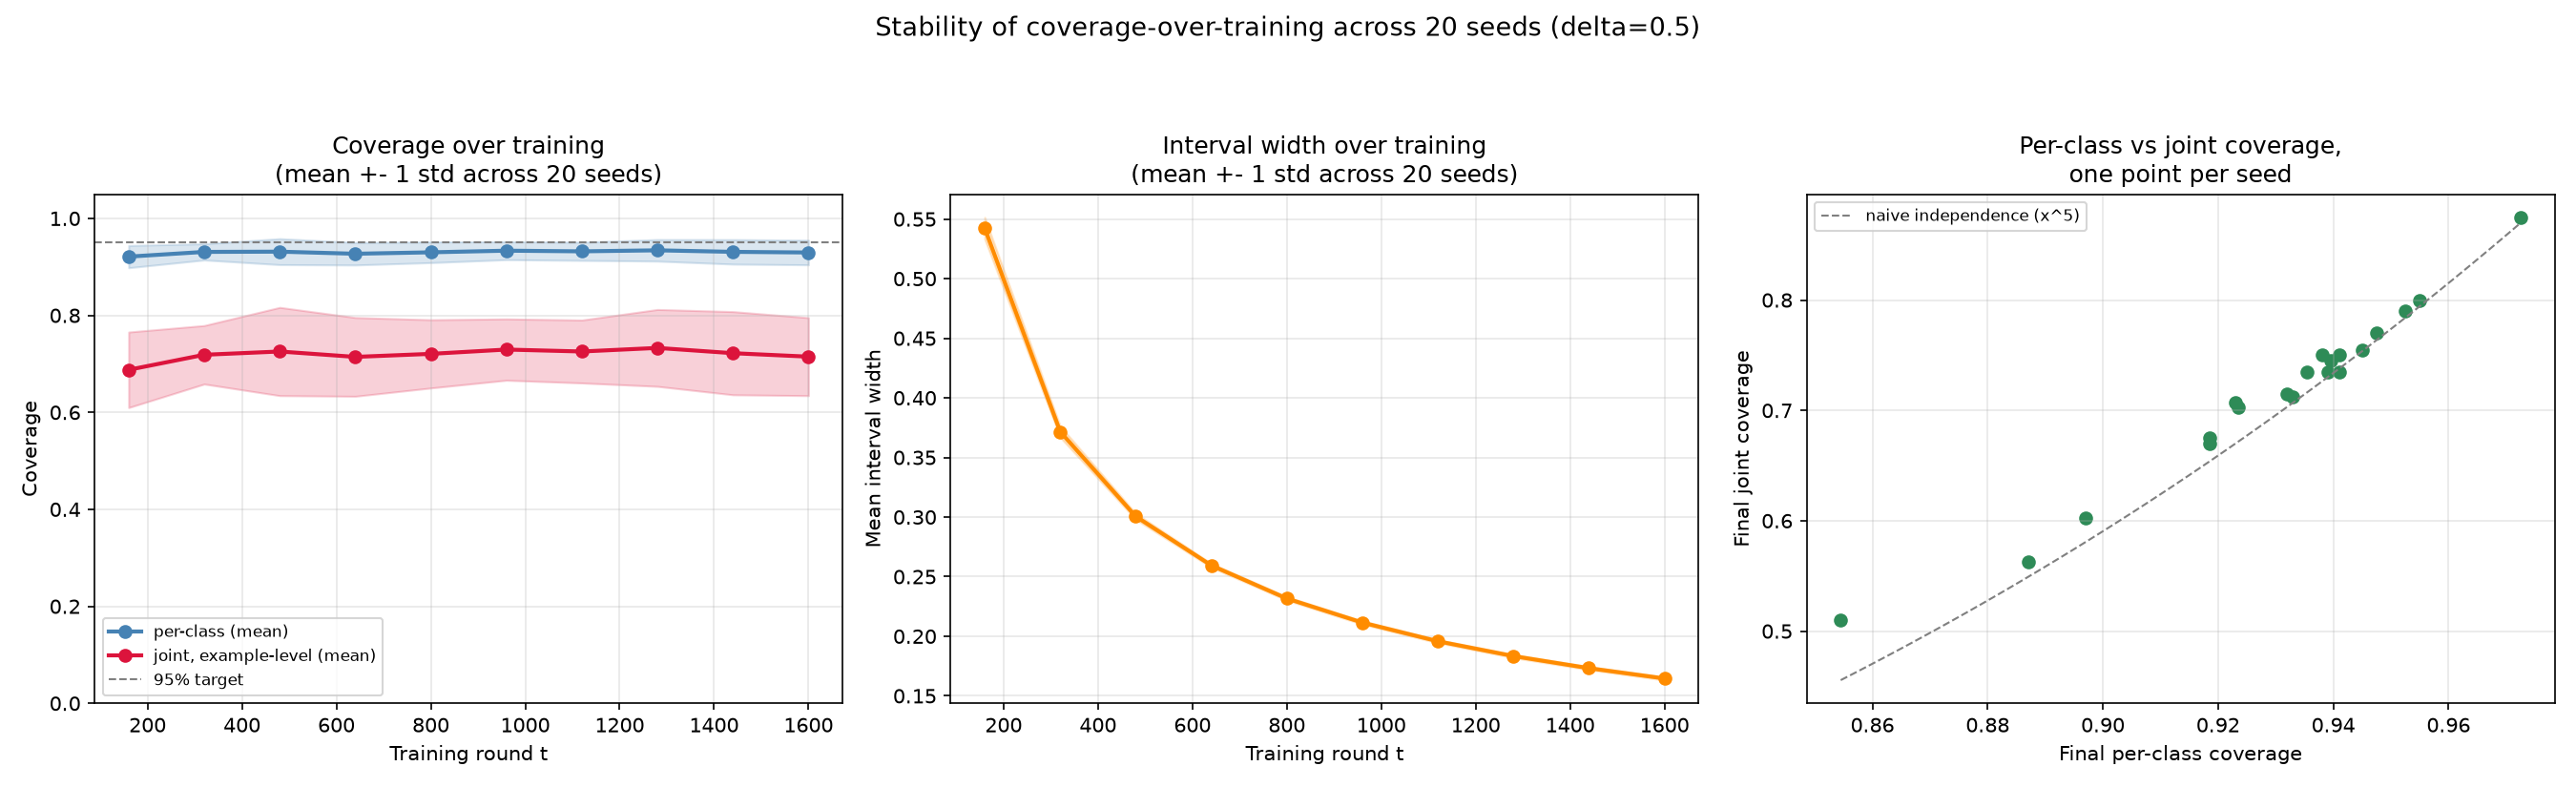 Stability of coverage-over-training across 20 seeds (delta=0.5)
Coverage over training
(mean +- 1 std across 20 seeds)
Coverage
1.0
0.8
0.6
0.4
0.2
0.0
per-class (mean)
joint, example-level (mean)
95% target
200 400 600 800 1000 1200 1400 1600
Training round t
Interval width over training
(mean +- 1 std across 20 seeds)
Mean interval width
0.55
0.50
0.45
0.40
0.35
0.30
0.25
0.20
0.15
200 400 600 800 1000 1200 1400 1600
Training round t
Per-class vs joint coverage,
one point per seed
naive independence (x^5)
Final joint coverage
0.8
0.7
0.6
0.5
0.86 0.88 0.90 0.92 0.94 0.96
Final per-class coverage